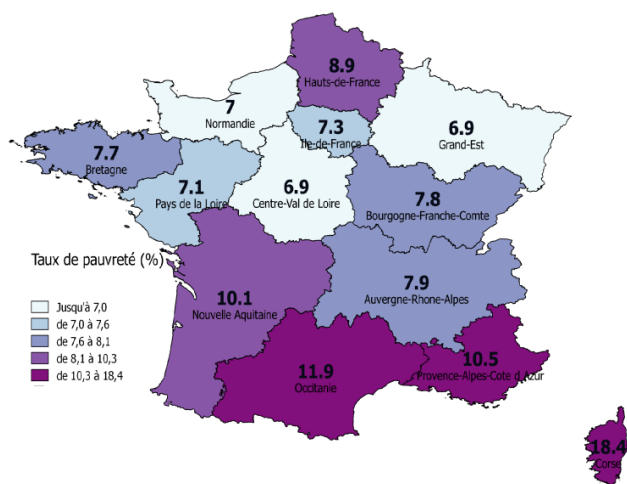 8.9
Hauts-de-France
7
Normandie
7.3
Ile-de-France
6.9
Grand-Est
7.7
Bretagne
7.1
Pays de la Loire
6.9
Centre-Val de Loire
7.8
Bourgogne-Franche-Comte
Taux de pauvreté (%)
Jusqu'à 7,0
de 7,0 à 7,6
de 7,6 à 8,1
de 8,1 à 10,3
de 10,3 à 18,4
7.9
Auvergne-Rhone-Alpes
10.1
Nouvelle Aquitaine
11.9
Occitanie
10.5
Provence-Alpes-Cote d Azur
18.4
Corse